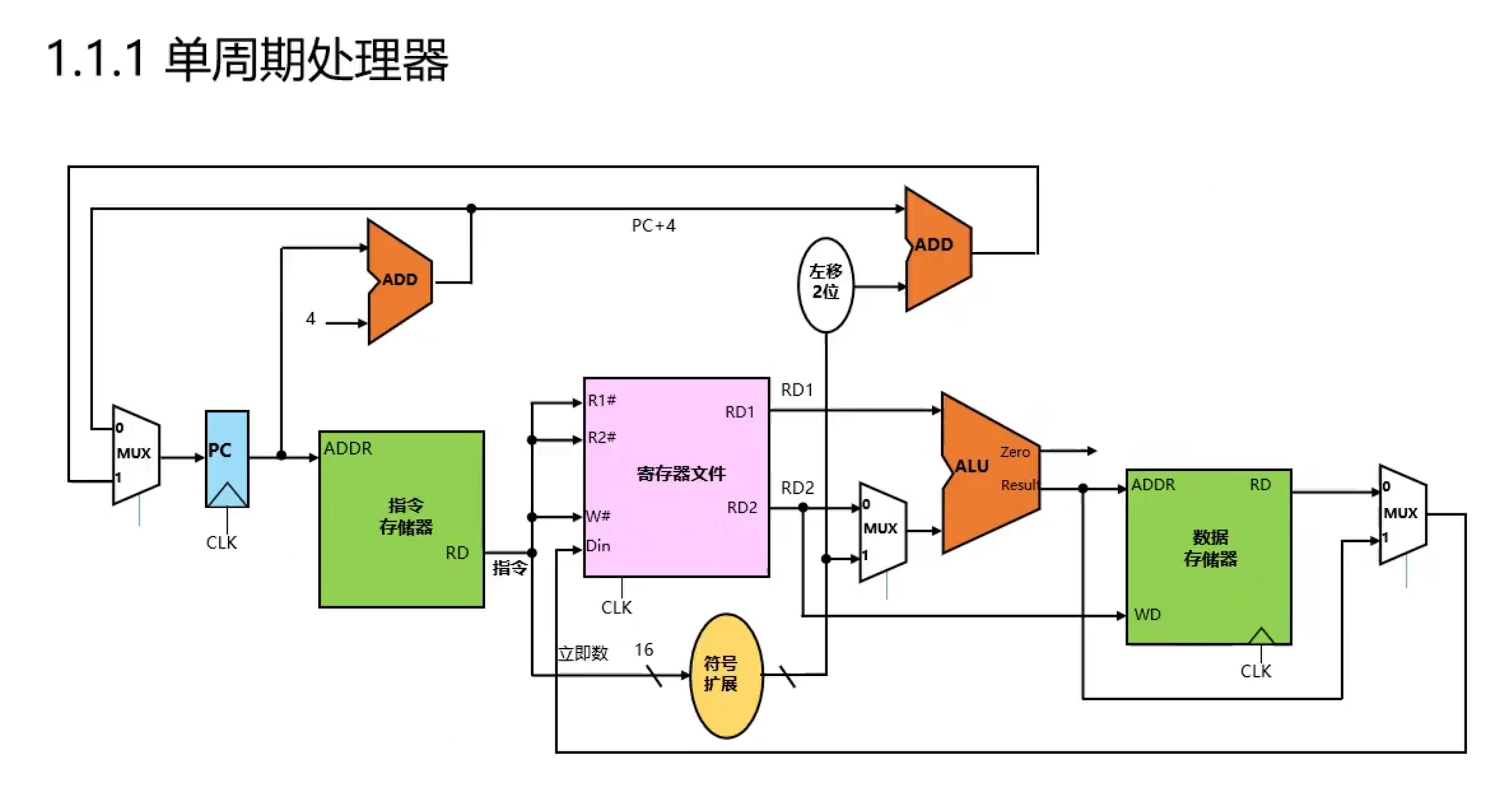 1.1.1 单周期处理器
PC+4
ADD
左移
2位
ADD
4
0
MUX
1
PC
CLK
ADDR
指令
存储器
RD
指令
R1#
R2#
W#
Din
RD1
RD2
寄存器文件
CLK
RD1
RD2
0
MUX
1
ALU
Zero
Result
立即数
16
符号
扩展
ADDR
RD
数据
存储器
WD
CLK
0
MUX
1